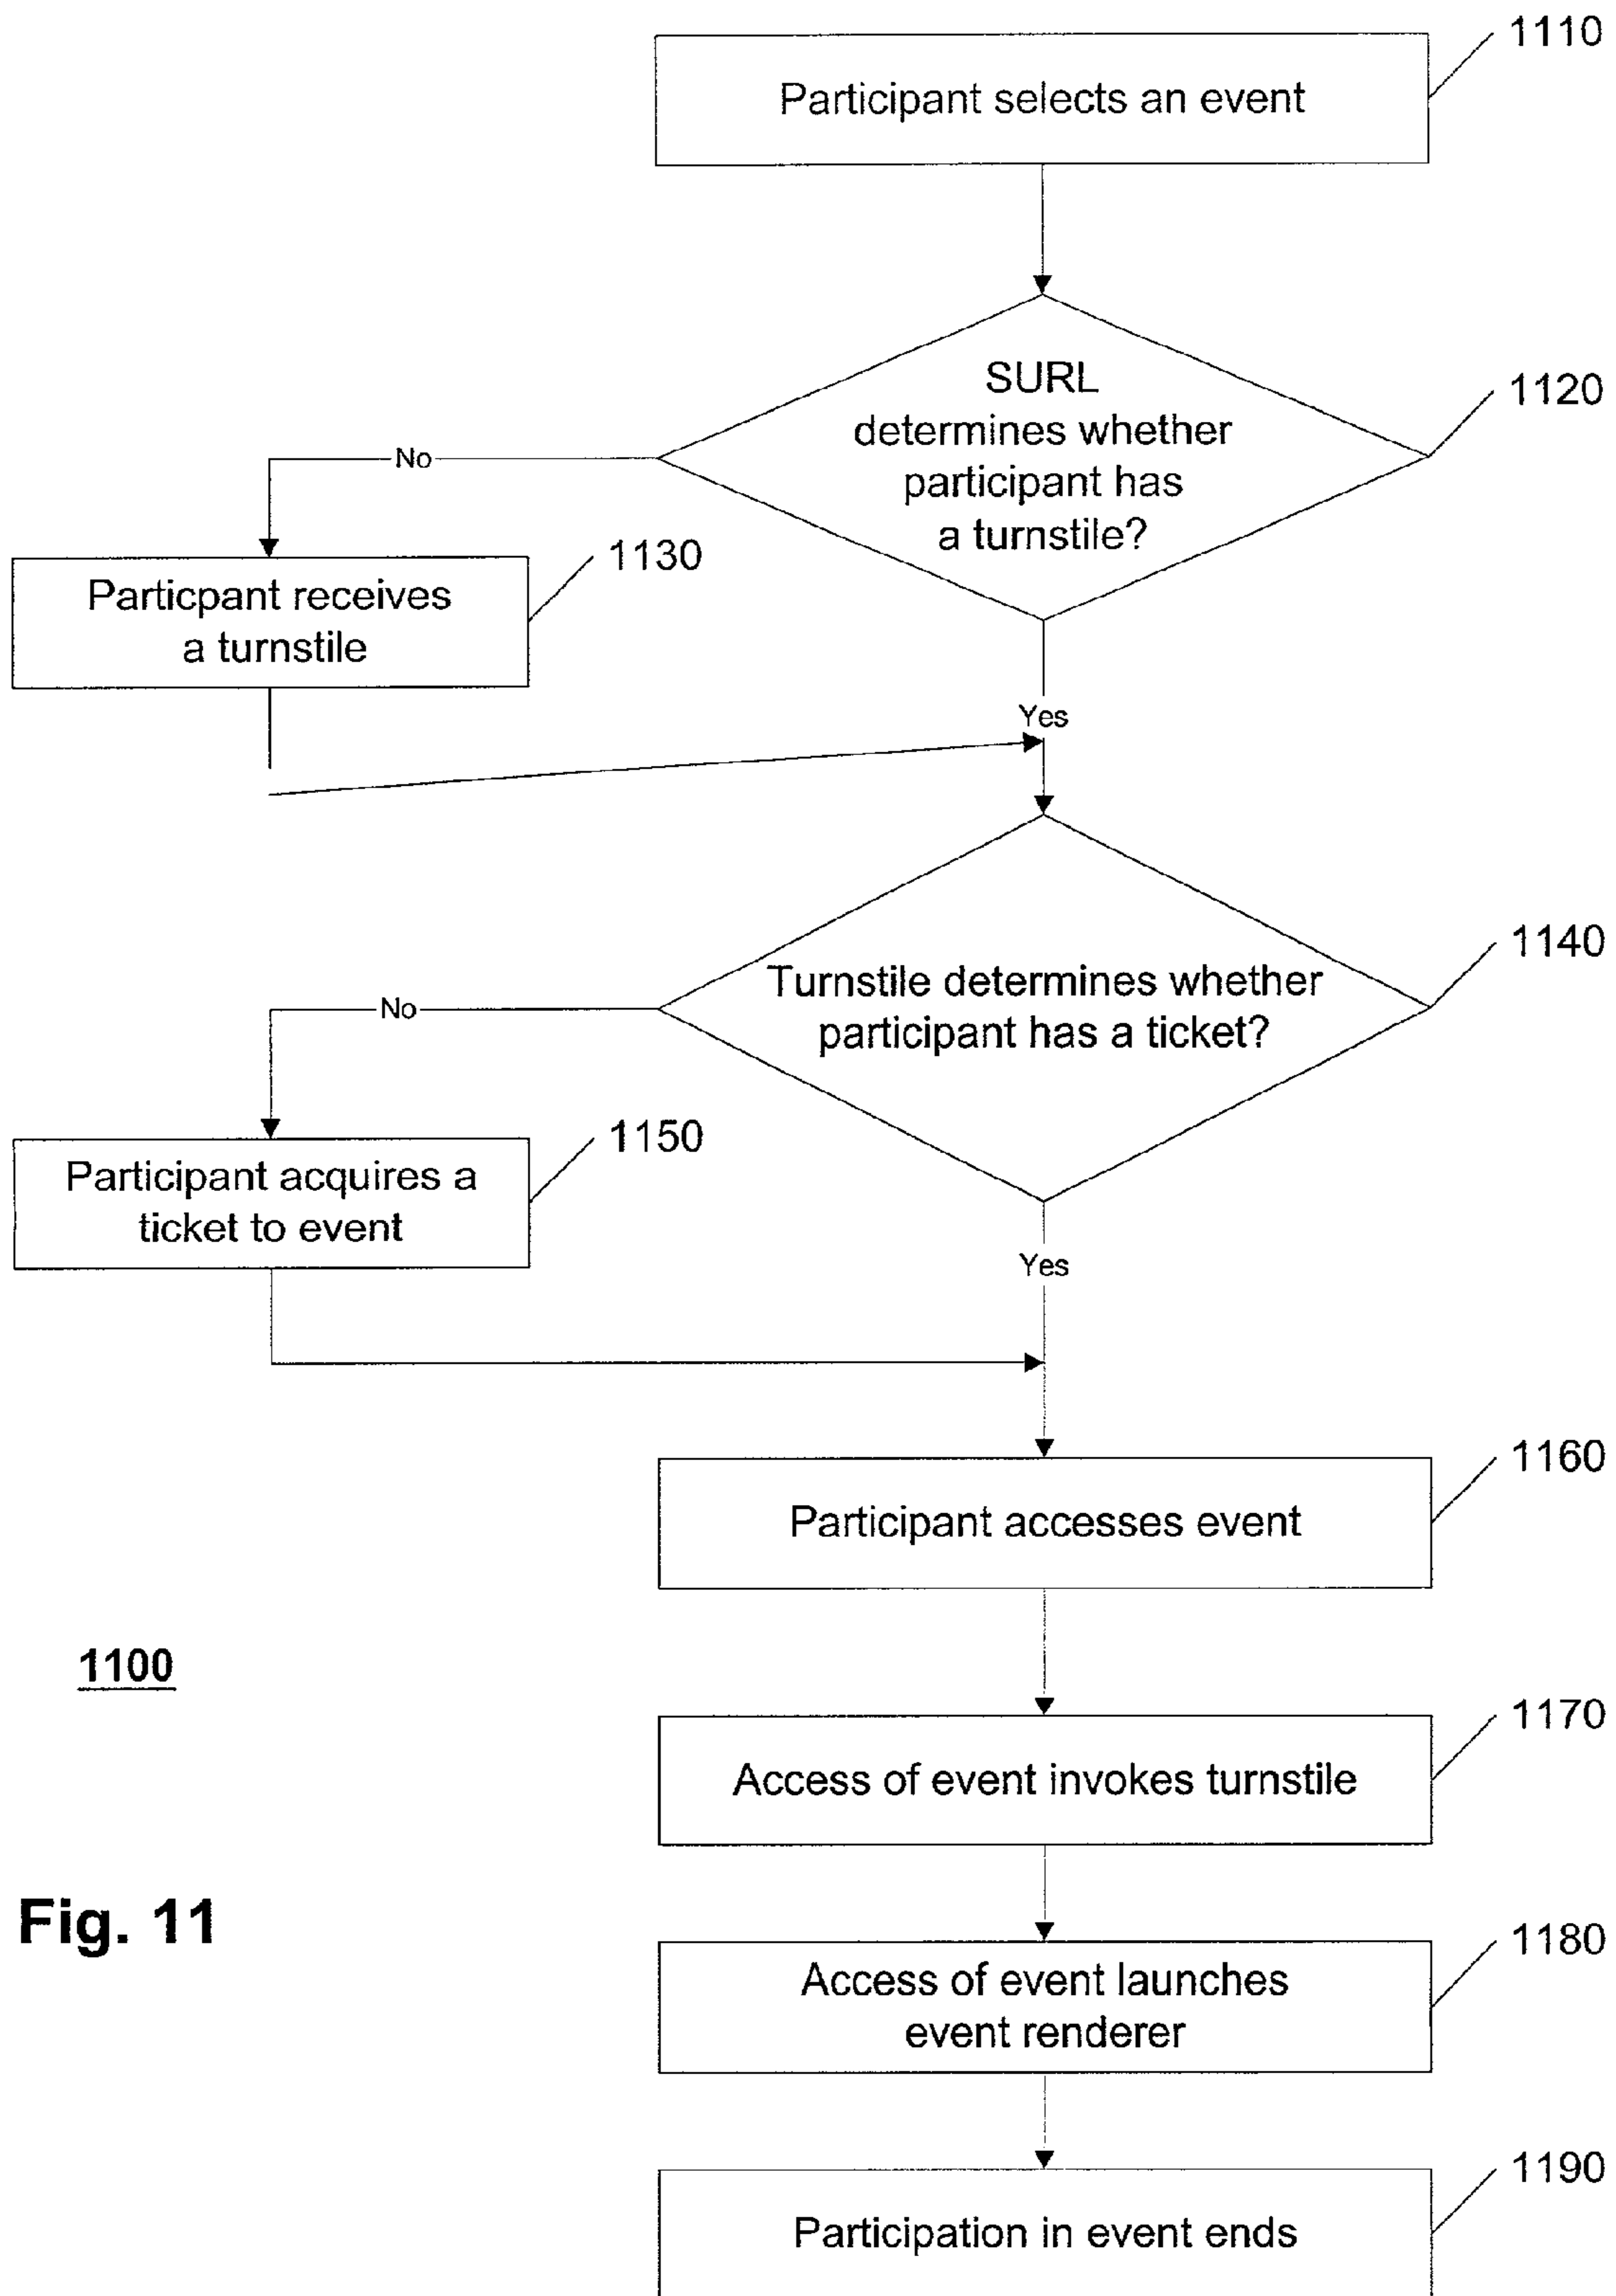 1110
Participant selects an event
SURL
determines whether
participant has
a turnstile?
1120
No
1130
Particpant receives
a turnstile
Yes
1140
Turnstile determines whether
participant has a ticket?
No
1150
Participant acquires a
ticket to event
Yes
1160
Participant accesses event
1100
1170
Access of event invokes turnstile
Fig. 11
1180
Access of event launches
event renderer
1190
Participation in event ends